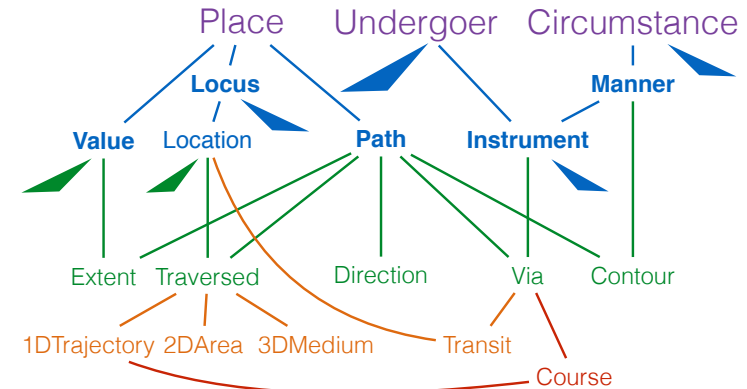 Place Undergoer Circumstance
Locus Manner
Value Location Path Instrument
Extent Traversed Direction Via Contour
1DTrajectory 2DArea 3DMedium Transit
Course